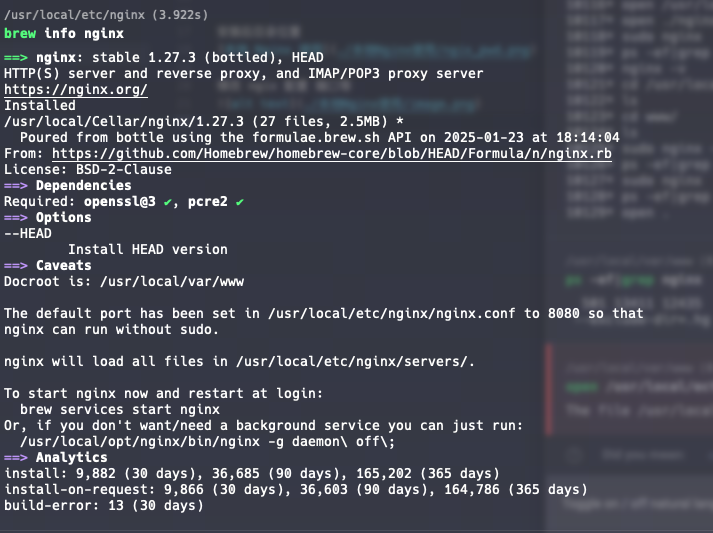 /usr/local/etc/nginx (3.922s)
brew info nginx
==> nginx: stable 1.27.3 (bottled), HEAD
HTTP(S) server and reverse proxy, and IMAP/POP3 proxy server
https://nginx.org/
Installed
/usr/local/Cellar/nginx/1.27.3 (27 files, 2.5MB) *
  Poured from bottle using the formulae.brew.sh API on 2025-01-23 at 18:14:04
From: https://github.com/Homebrew/homebrew-core/blob/HEAD/Formula/n/nginx.rb
License: BSD-2-Clause
==> Dependencies
Required: openssl@3 ✔, pcre2 ✔
==> Options
--HEAD
        Install HEAD version
==> Caveats
Docroot is: /usr/local/var/www

The default port has been set in /usr/local/etc/nginx/nginx.conf to 8080 so that
nginx can run without sudo.

nginx will load all files in /usr/local/etc/nginx/servers/.

To start nginx now and restart at login:
  brew services start nginx
Or, if you don't want/need a background service you can just run:
  /usr/local/opt/nginx/bin/nginx -g daemon\ off\;
==> Analytics
install: 9,882 (30 days), 36,685 (90 days), 165,202 (365 days)
install-on-request: 9,866 (30 days), 36,603 (90 days), 164,786 (365 days)
build-error: 13 (30 days)